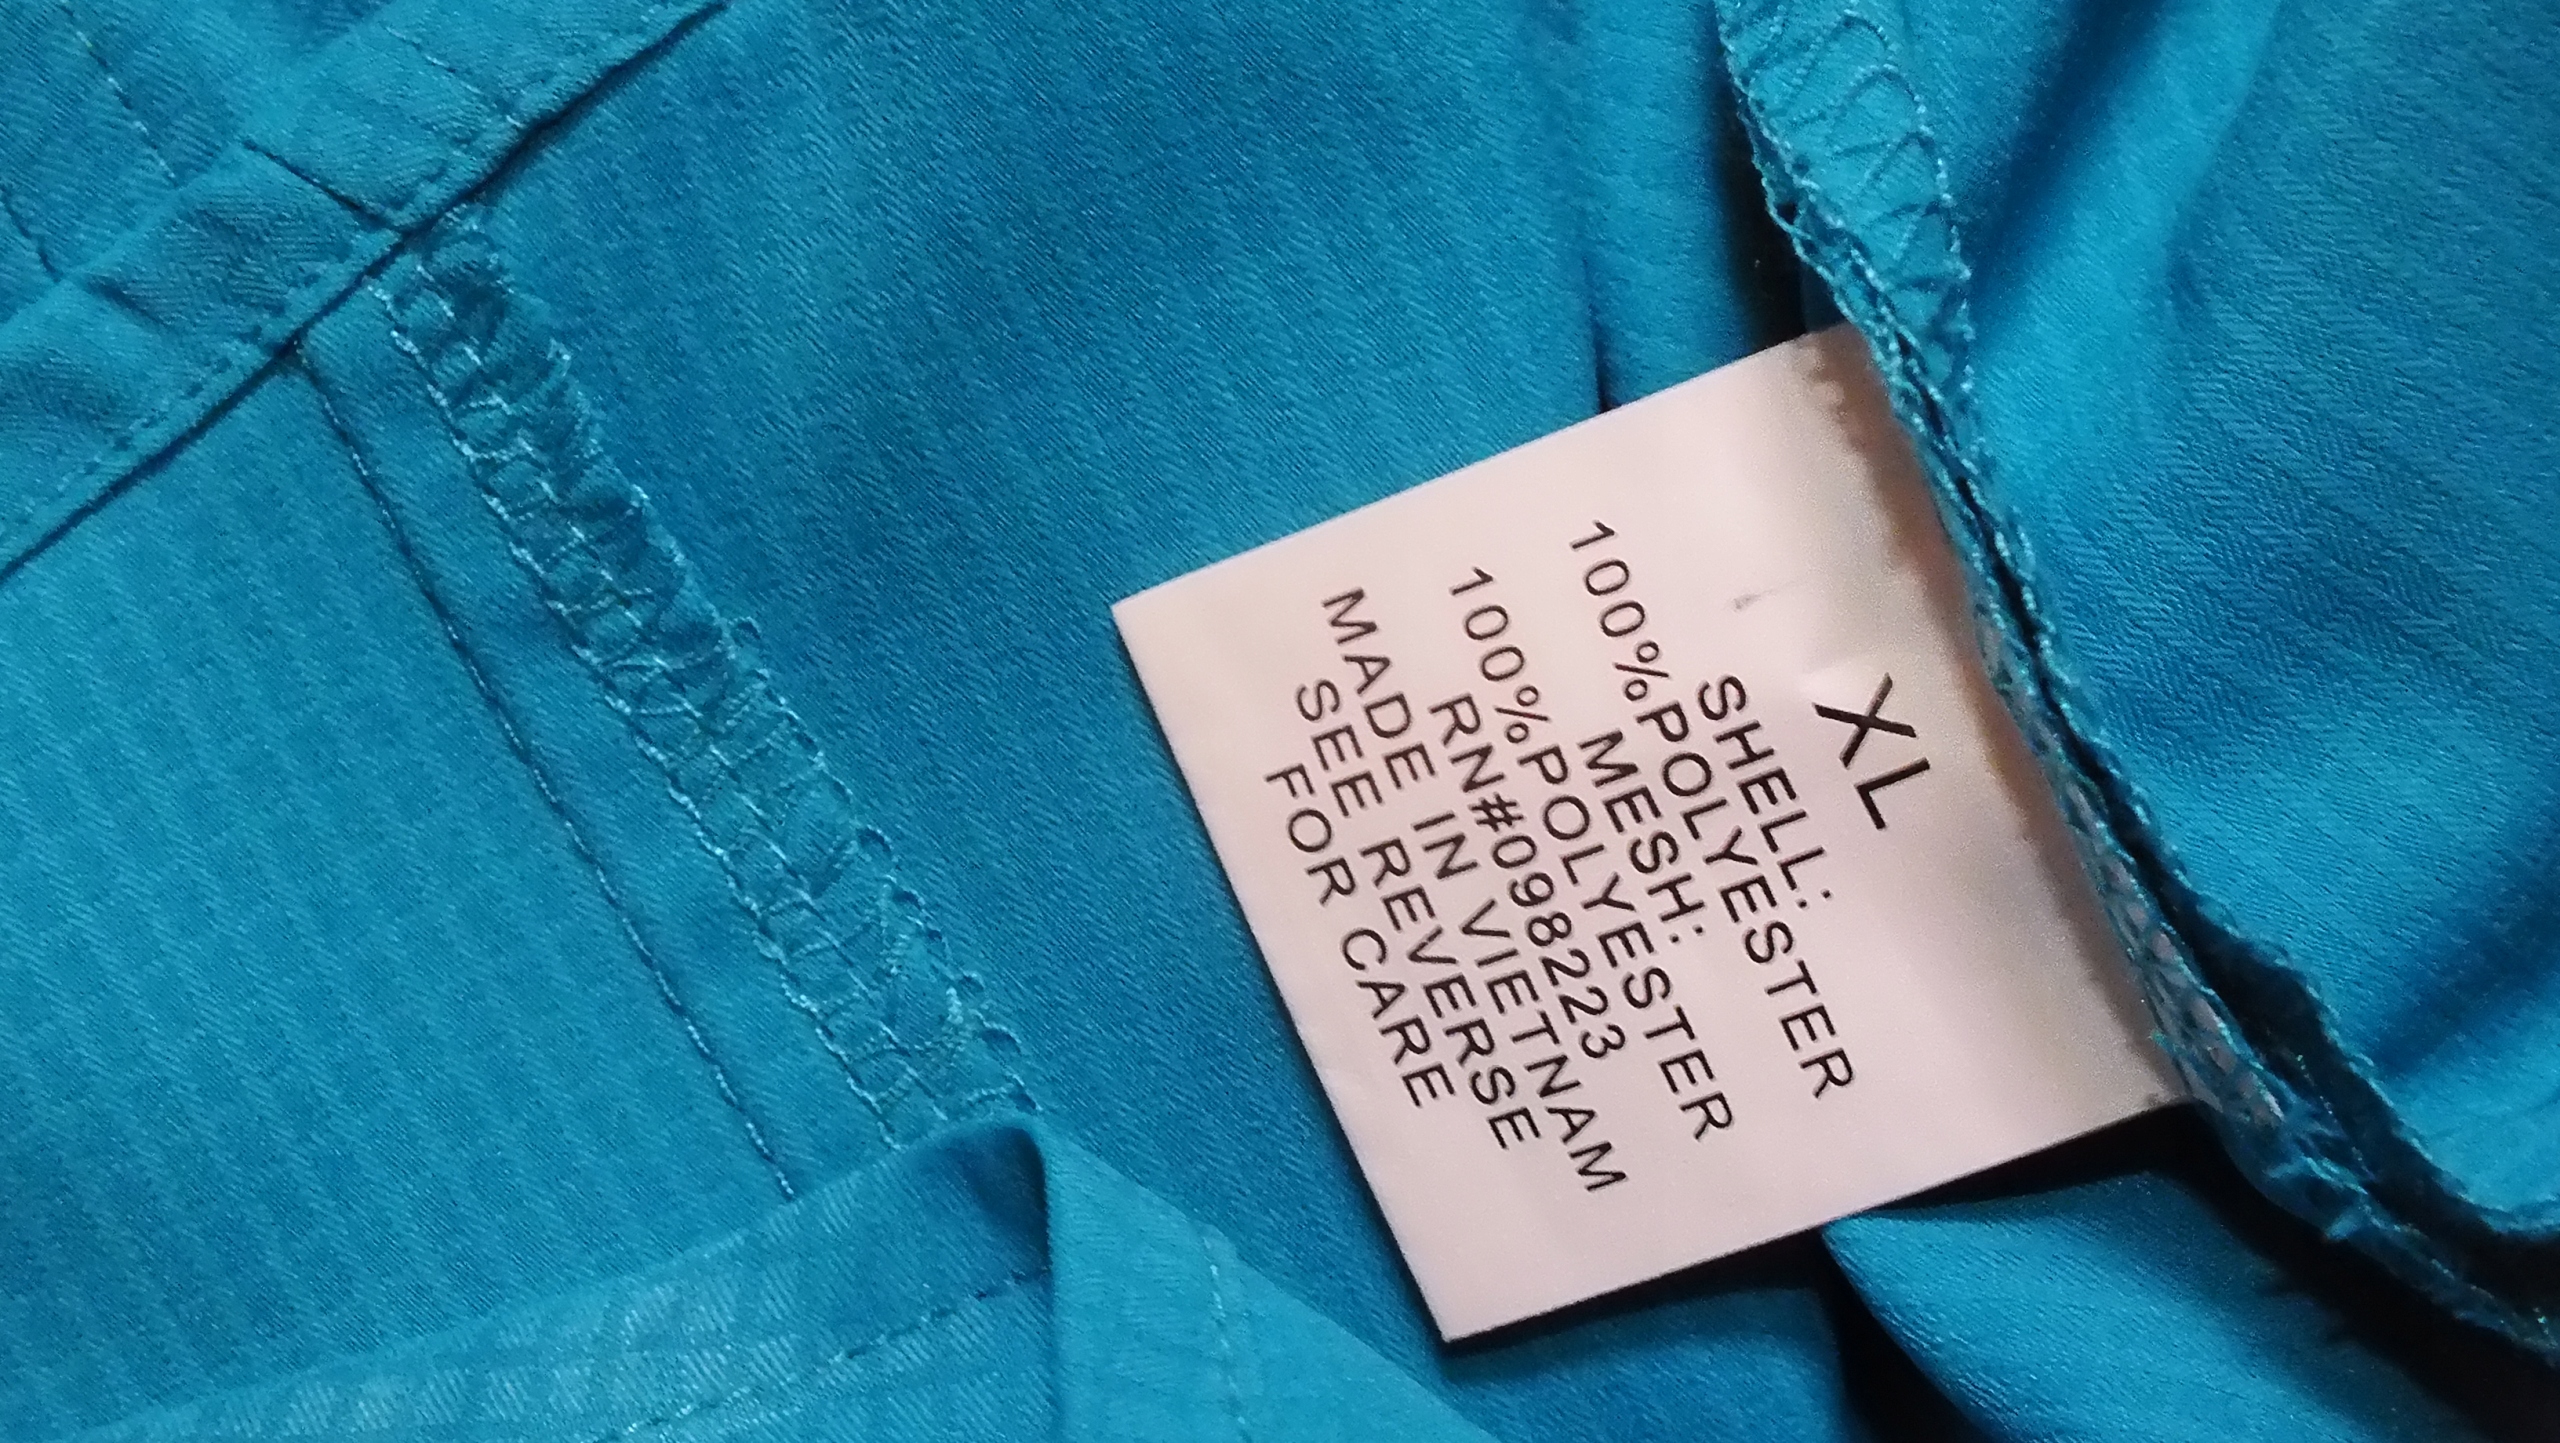 XL
SHELL:
100%POLYESTER
MESH:
100%POLYESTER
RN#098223
MADE IN VIETNAM
SEE REVERSE
FOR CARE